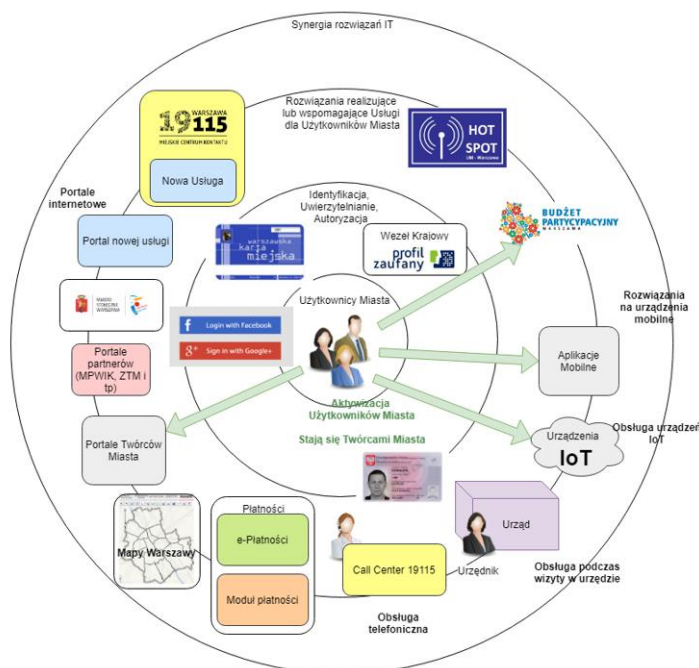 Synergia rozwiązań IT
Rozwiązania realizujące
lub wspomagające Usługi
dla Użytkowników Miasta
19115
WARSZAWA
MIEJSKIE CENTRUM KONTAKTU
Nowa Usługa
HOT
SPOT
UM - Warszawa
Portale
internetowe
Portal nowej usługi
Identyfikacja,
Uwierzytelnianie,
Autoryzacja
warszawska
karta
miejska
Węzeł Krajowy
profil
zaufany
BUDŻET
PARTYCYPACYJNY
WARSZAWA
MIASTO
STOŁECZNE
WARSZAWA
Użytkownicy Miasta
f Login with Facebook
g+ Sign in with Google+
Rozwiązania
na urządzenia
mobilne
Portale
partnerów
(MPWIK, ZTM i
tp)
Aplikacje
Mobilne
Aktywizacja
Użytkowników Miasta
Stają się Twórcami Miasta
Portale Twórców
Miasta
Urządzenia
IoT
Obsługa urządzeń
IoT
Mapy Warszawy
Płatności
e-Płatności
Moduł płatności
Call Center 19115
Obsługa
telefoniczna
Urząd
Urzędnik
Obsługa podczas
wizyty w urzędzie